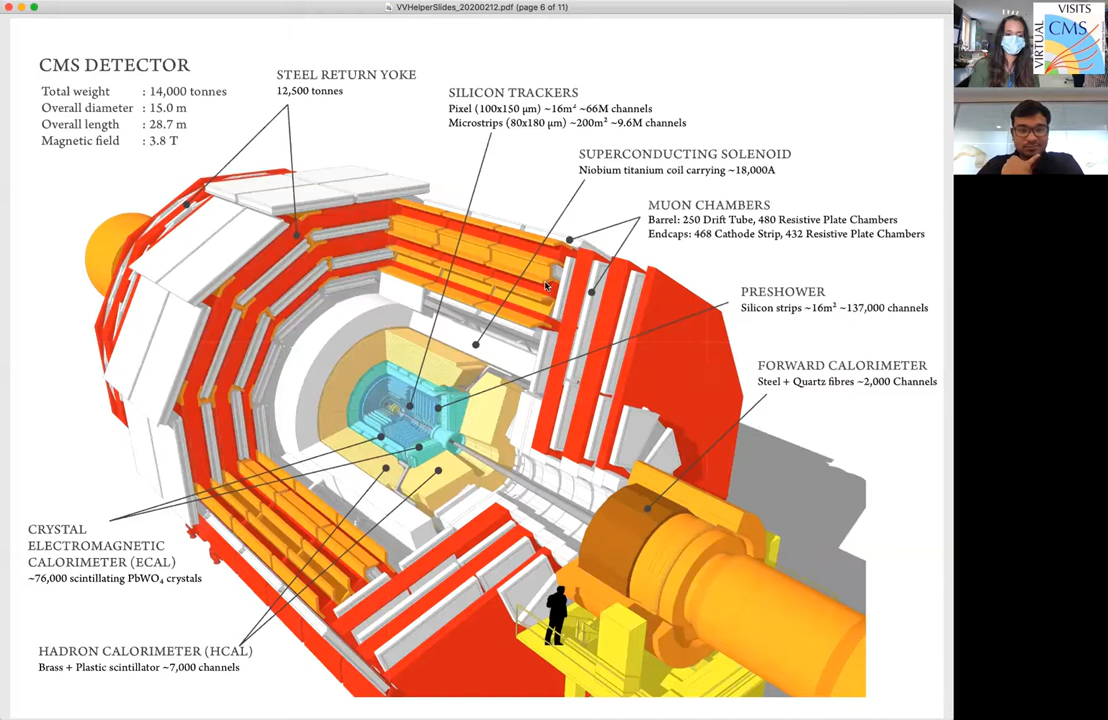 VVHelperSlides_20200212.pdf (page 6 of 11)
VIRTUAL
VISITS
CMS
CMS DETECTOR
Total weight : 14,000 tonnes
Overall diameter : 15.0 m
Overall length : 28.7 m
Magnetic field : 3.8 T
STEEL RETURN YOKE
12,500 tonnes
SILICON TRACKERS
Pixel (100x150 μm) ~16m² ~66M channels
Microstrips (80x180 μm) ~200m² ~9.6M channels
SUPERCONDUCTING SOLENOID
Niobium titanium coil carrying ~18,000A
MUON CHAMBERS
Barrel: 250 Drift Tube, 480 Resistive Plate Chambers
Endcaps: 468 Cathode Strip, 432 Resistive Plate Chambers
PRESHOWER
Silicon strips ~16m² ~137,000 channels
FORWARD CALORIMETER
Steel + Quartz fibres ~2,000 Channels
CRYSTAL
ELECTROMAGNETIC
CALORIMETER (ECAL)
~76,000 scintillating PbWO₄ crystals
HADRON CALORIMETER (HCAL)
Brass + Plastic scintillator ~7,000 channels